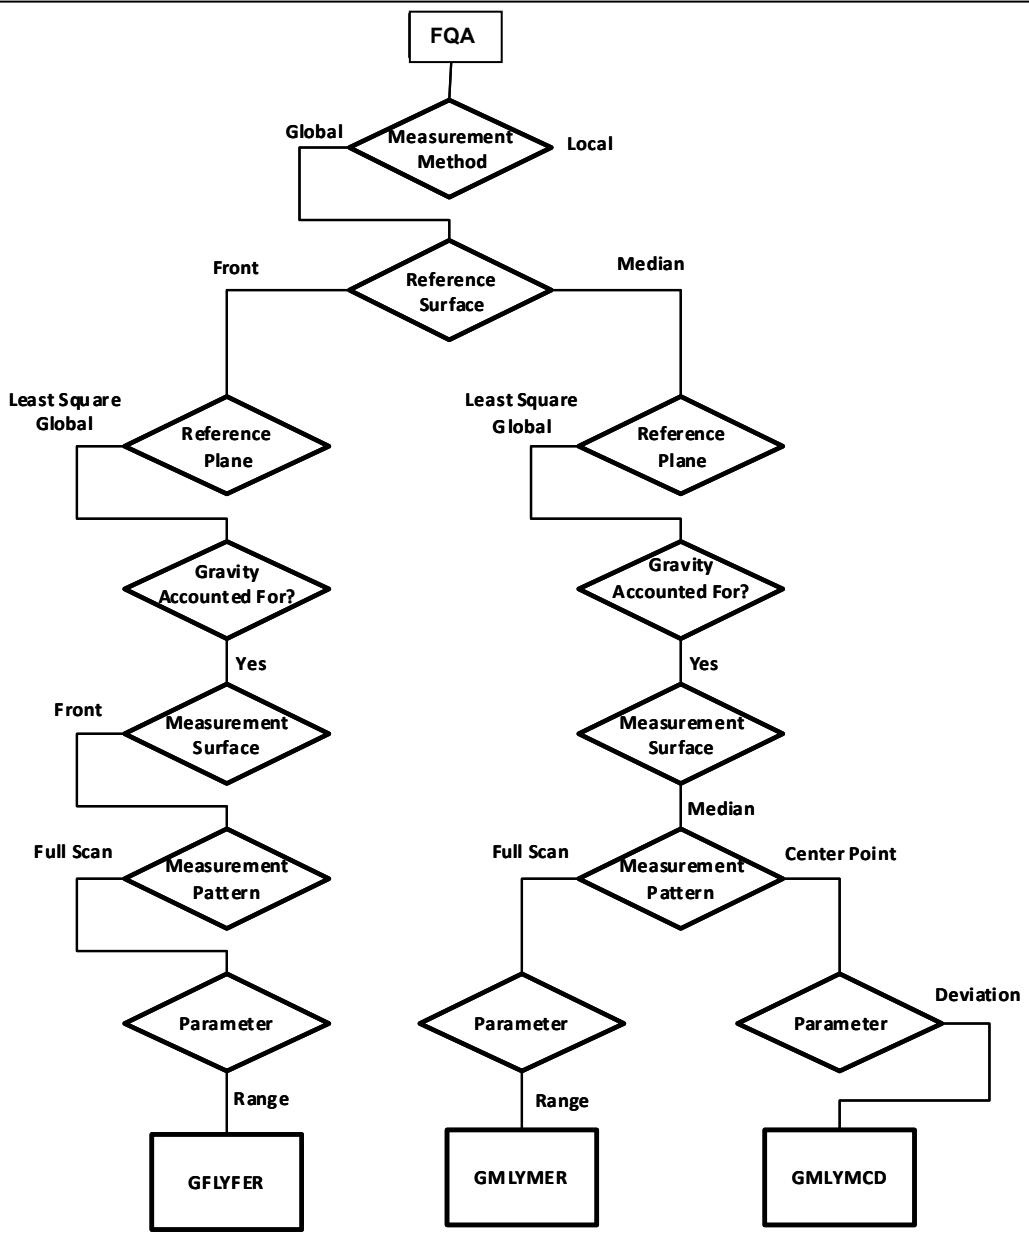 FQA
Global
Measurement
Method
Local
Front
Reference
Surface
Median
Least Square
Global
Reference
Plane
Least Square
Global
Reference
Plane
Gravity
Accounted For?
Gravity
Accounted For?
Yes
Yes
Front
Measurement
Surface
Measurement
Surface
Median
Full Scan
Measurement
Pattern
Full Scan
Measurement
Pattern
Center Point
Parameter
Parameter
Parameter
Deviation
Range
Range
GFLYFER
GMLYMER
GMLYMCD